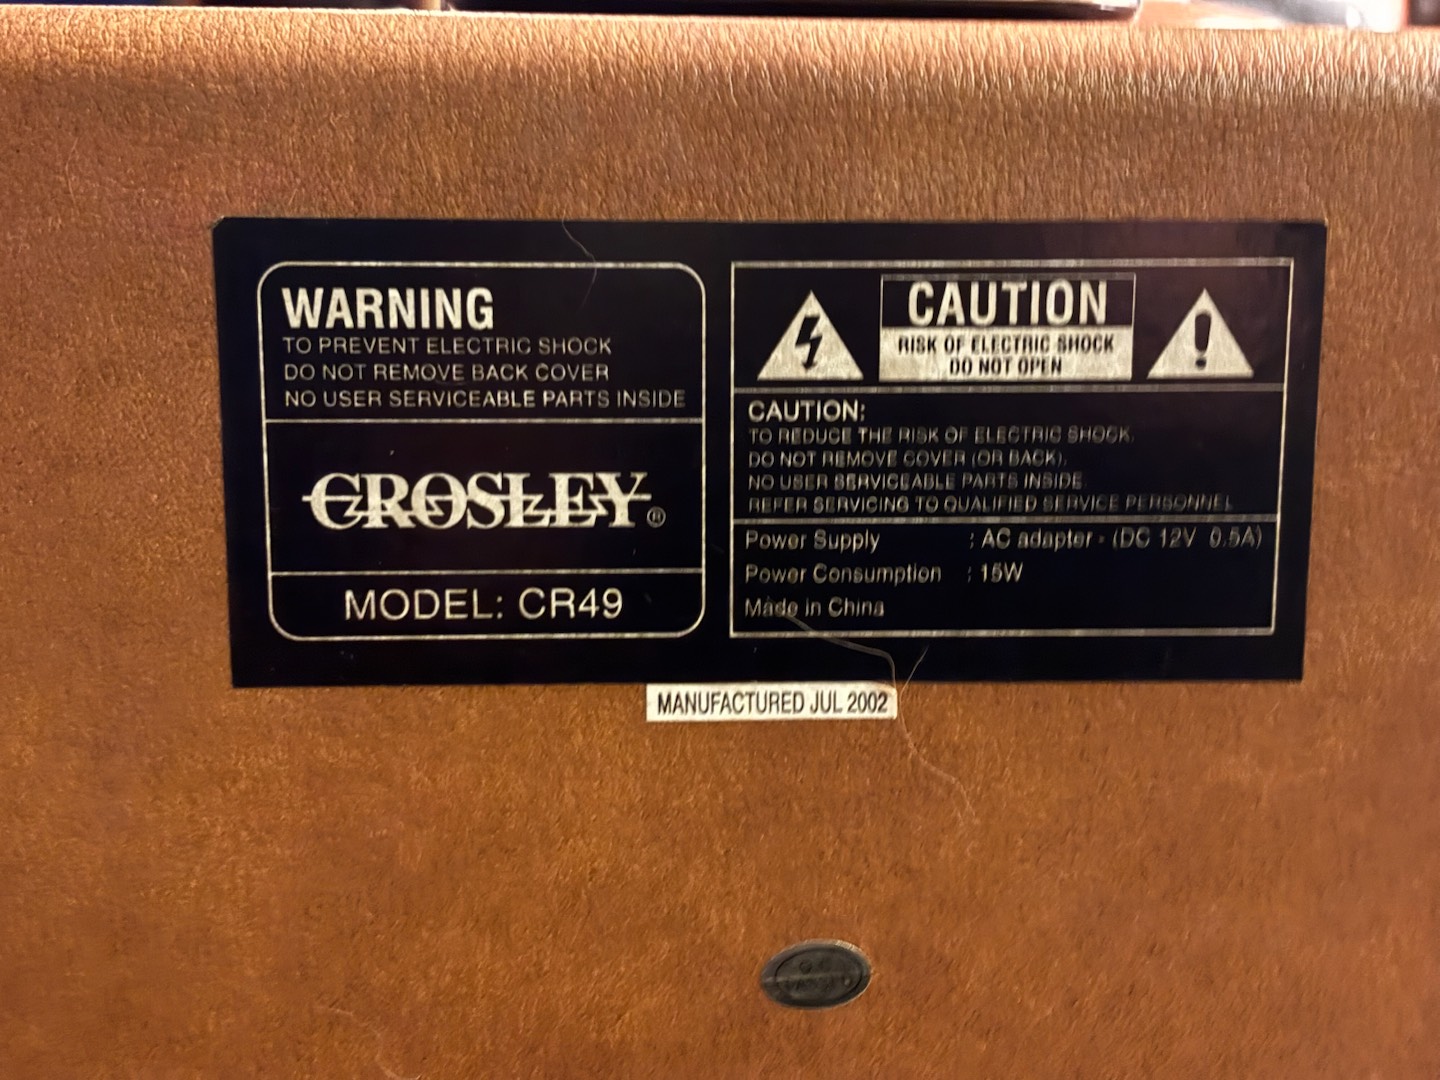 WARNING
TO PREVENT ELECTRIC SHOCK
DO NOT REMOVE BACK COVER
NO USER SERVICEABLE PARTS INSIDE
CROSLEY®
MODEL: CR49
CAUTION
RISK OF ELECTRIC SHOCK
DO NOT OPEN
CAUTION:
TO REDUCE THE RISK OF ELECTRIC SHOCK.
DO NOT REMOVE COVER (OR BACK),
NO USER SERVICEABLE PARTS INSIDE
REFER SERVICING TO QUALIFIED SERVICE PERSONNEL
Power Supply : AC adapter - (DC 12V 0.5A)
Power Consumption : 15W
Made in China
MANUFACTURED JUL 2002